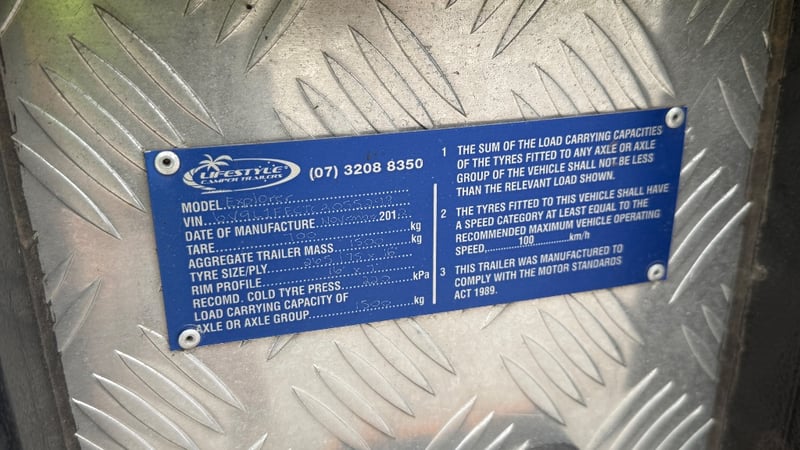 LIFESTYLE
CAMPER TRAILERS
(07) 3208 8350
MODEL Explorer
VIN
DATE OF MANUFACTURE 201
TARE kg
AGGREGATE TRAILER MASS 1500 kg
TYRE SIZE/PLY
RIM PROFILE
RECOMD. COLD TYRE PRESS kPa
LOAD CARRYING CAPACITY OF
AXLE OR AXLE GROUP 1500 kg
1 THE SUM OF THE LOAD CARRYING CAPACITIES
OF THE TYRES FITTED TO ANY AXLE OR AXLE
GROUP OF THE VEHICLE SHALL NOT BE LESS
THAN THE RELEVANT LOAD SHOWN.
2 THE TYRES FITTED TO THIS VEHICLE SHALL HAVE
A SPEED CATEGORY AT LEAST EQUAL TO THE
RECOMMENDED MAXIMUM VEHICLE OPERATING
SPEED 100 km/h
3 THIS TRAILER WAS MANUFACTURED TO
COMPLY WITH THE MOTOR STANDARDS
ACT 1989.